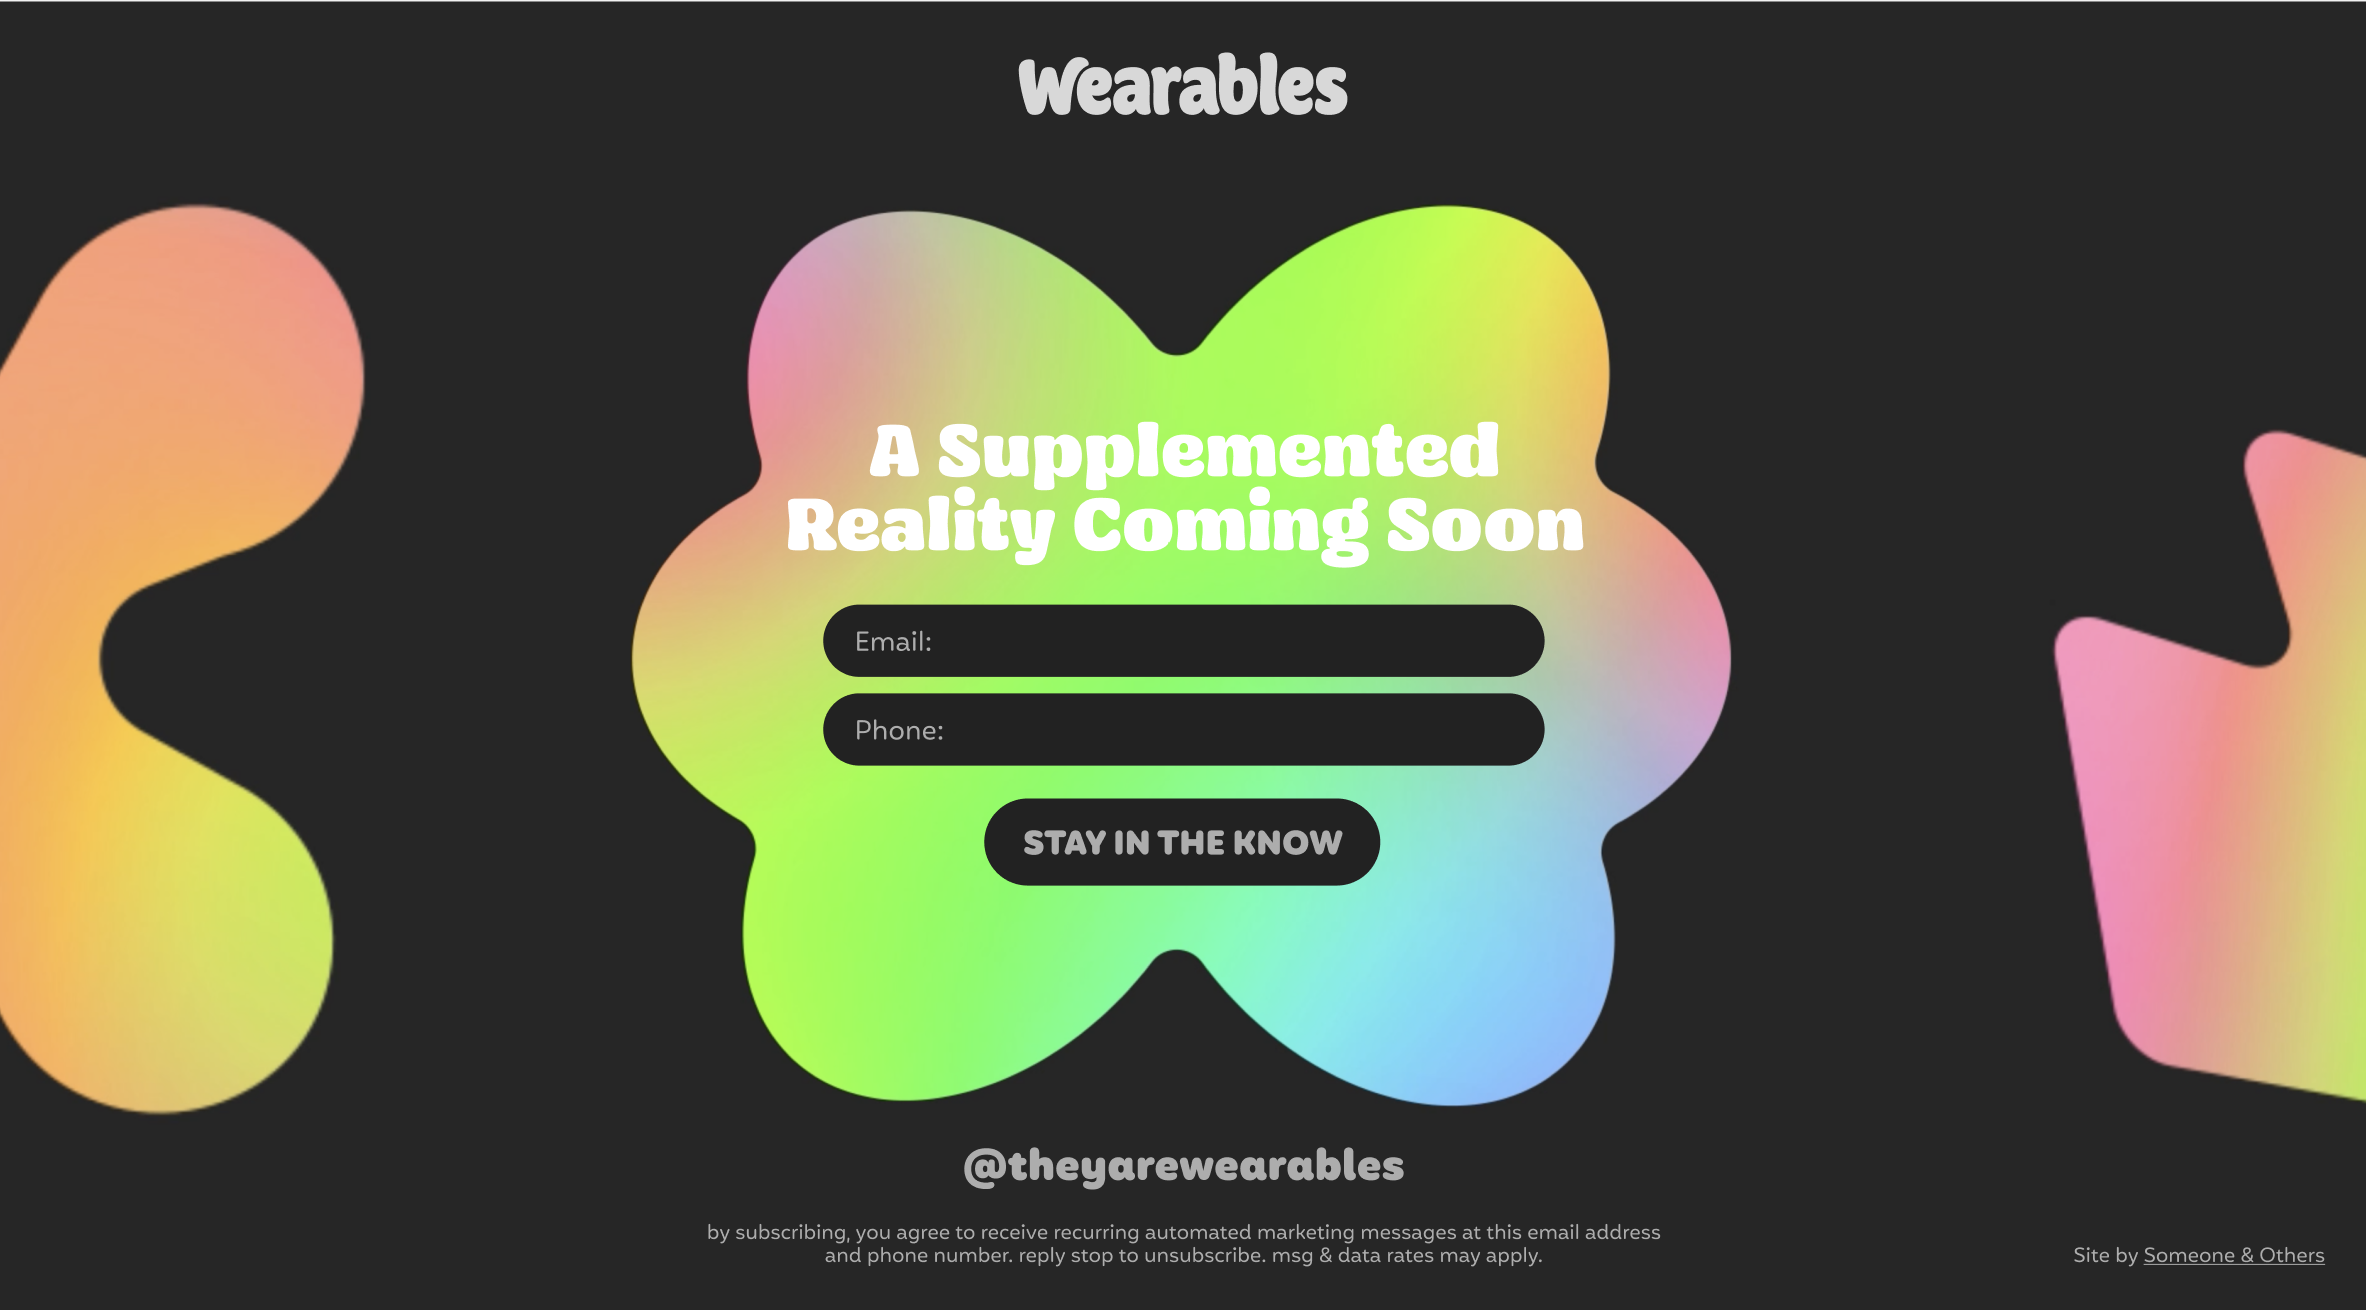 Wearables
A Supplemented
Reality Coming Soon
Email:
Phone:
STAY IN THE KNOW
@theyarewearables
by subscribing, you agree to receive recurring automated marketing messages at this email address
and phone number. reply stop to unsubscribe. msg & data rates may apply.
Site by Someone & Others